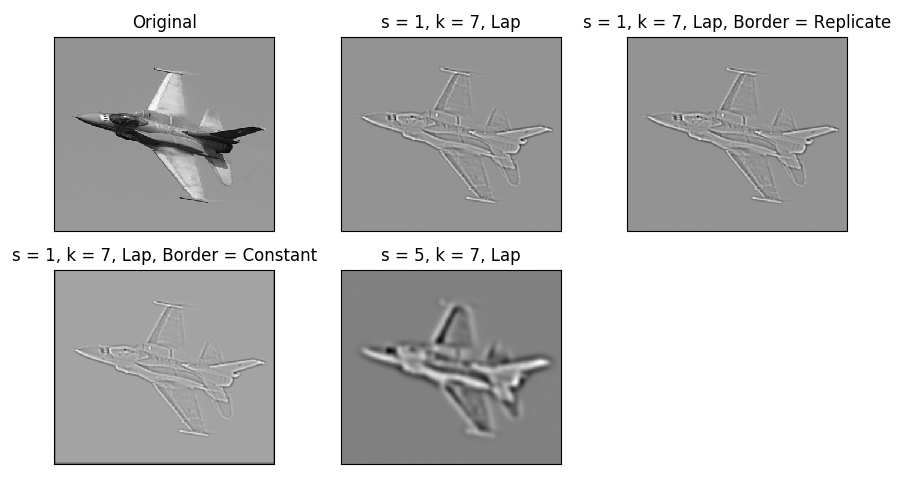 Original
s = 1, k = 7, Lap
s = 1, k = 7, Lap, Border = Replicate
s = 1, k = 7, Lap, Border = Constant
s = 5, k = 7, Lap